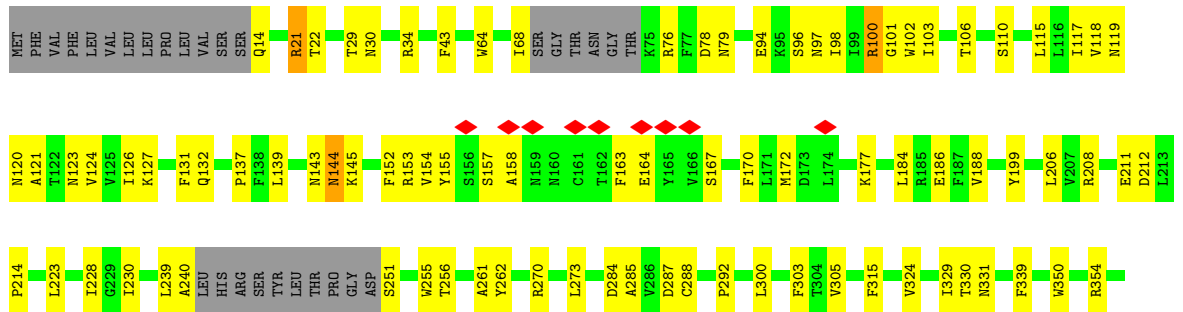 MET PHE VAL PHE LEU VAL LEU LEU PRO LEU VAL SER SER Q14 R21 T22 T29 N30 R34 F43 W64 I68 SER GLY THR ASN GLY THR K75 R76 F77 D78 N79 E94 K95 S96 N97 I98 I99 R100 G101 W102 I103 T106 S110 L115 L116 I117 V118 N119
N120 A121 T122 N123 V124 V125 I126 K127 F131 Q132 P137 F138 L139 N143 N144 K145 F152 R153 V154 Y155 S156 S157 A158 N159 N160 C161 T162 F163 E164 Y165 V166 S167 F170 L171 M172 D173 L174 K177 L184 R185 E186 F187 V188 Y199 L206 V207 R208 E211 D212 L213
P214 L223 I228 G229 I230 L239 A240 LEU HIS ARG SER TYR LEU THR PRO GLY ASP S251 W255 T256 A261 Y262 R270 L273 D284 A285 V286 D287 C288 P292 L300 F303 T304 V305 F315 V324 I329 T330 N331 F339 W350 R354